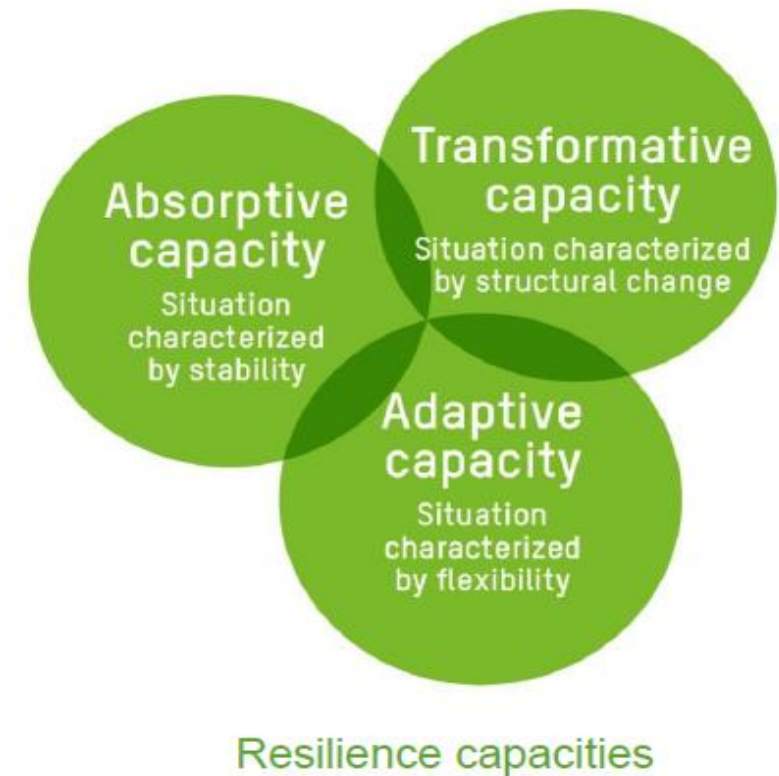 Absorptive
capacity
Situation
characterized
by stability
Transformative
capacity
Situation characterized
by structural change
Adaptive
capacity
Situation
characterized
by flexibility
Resilience capacities